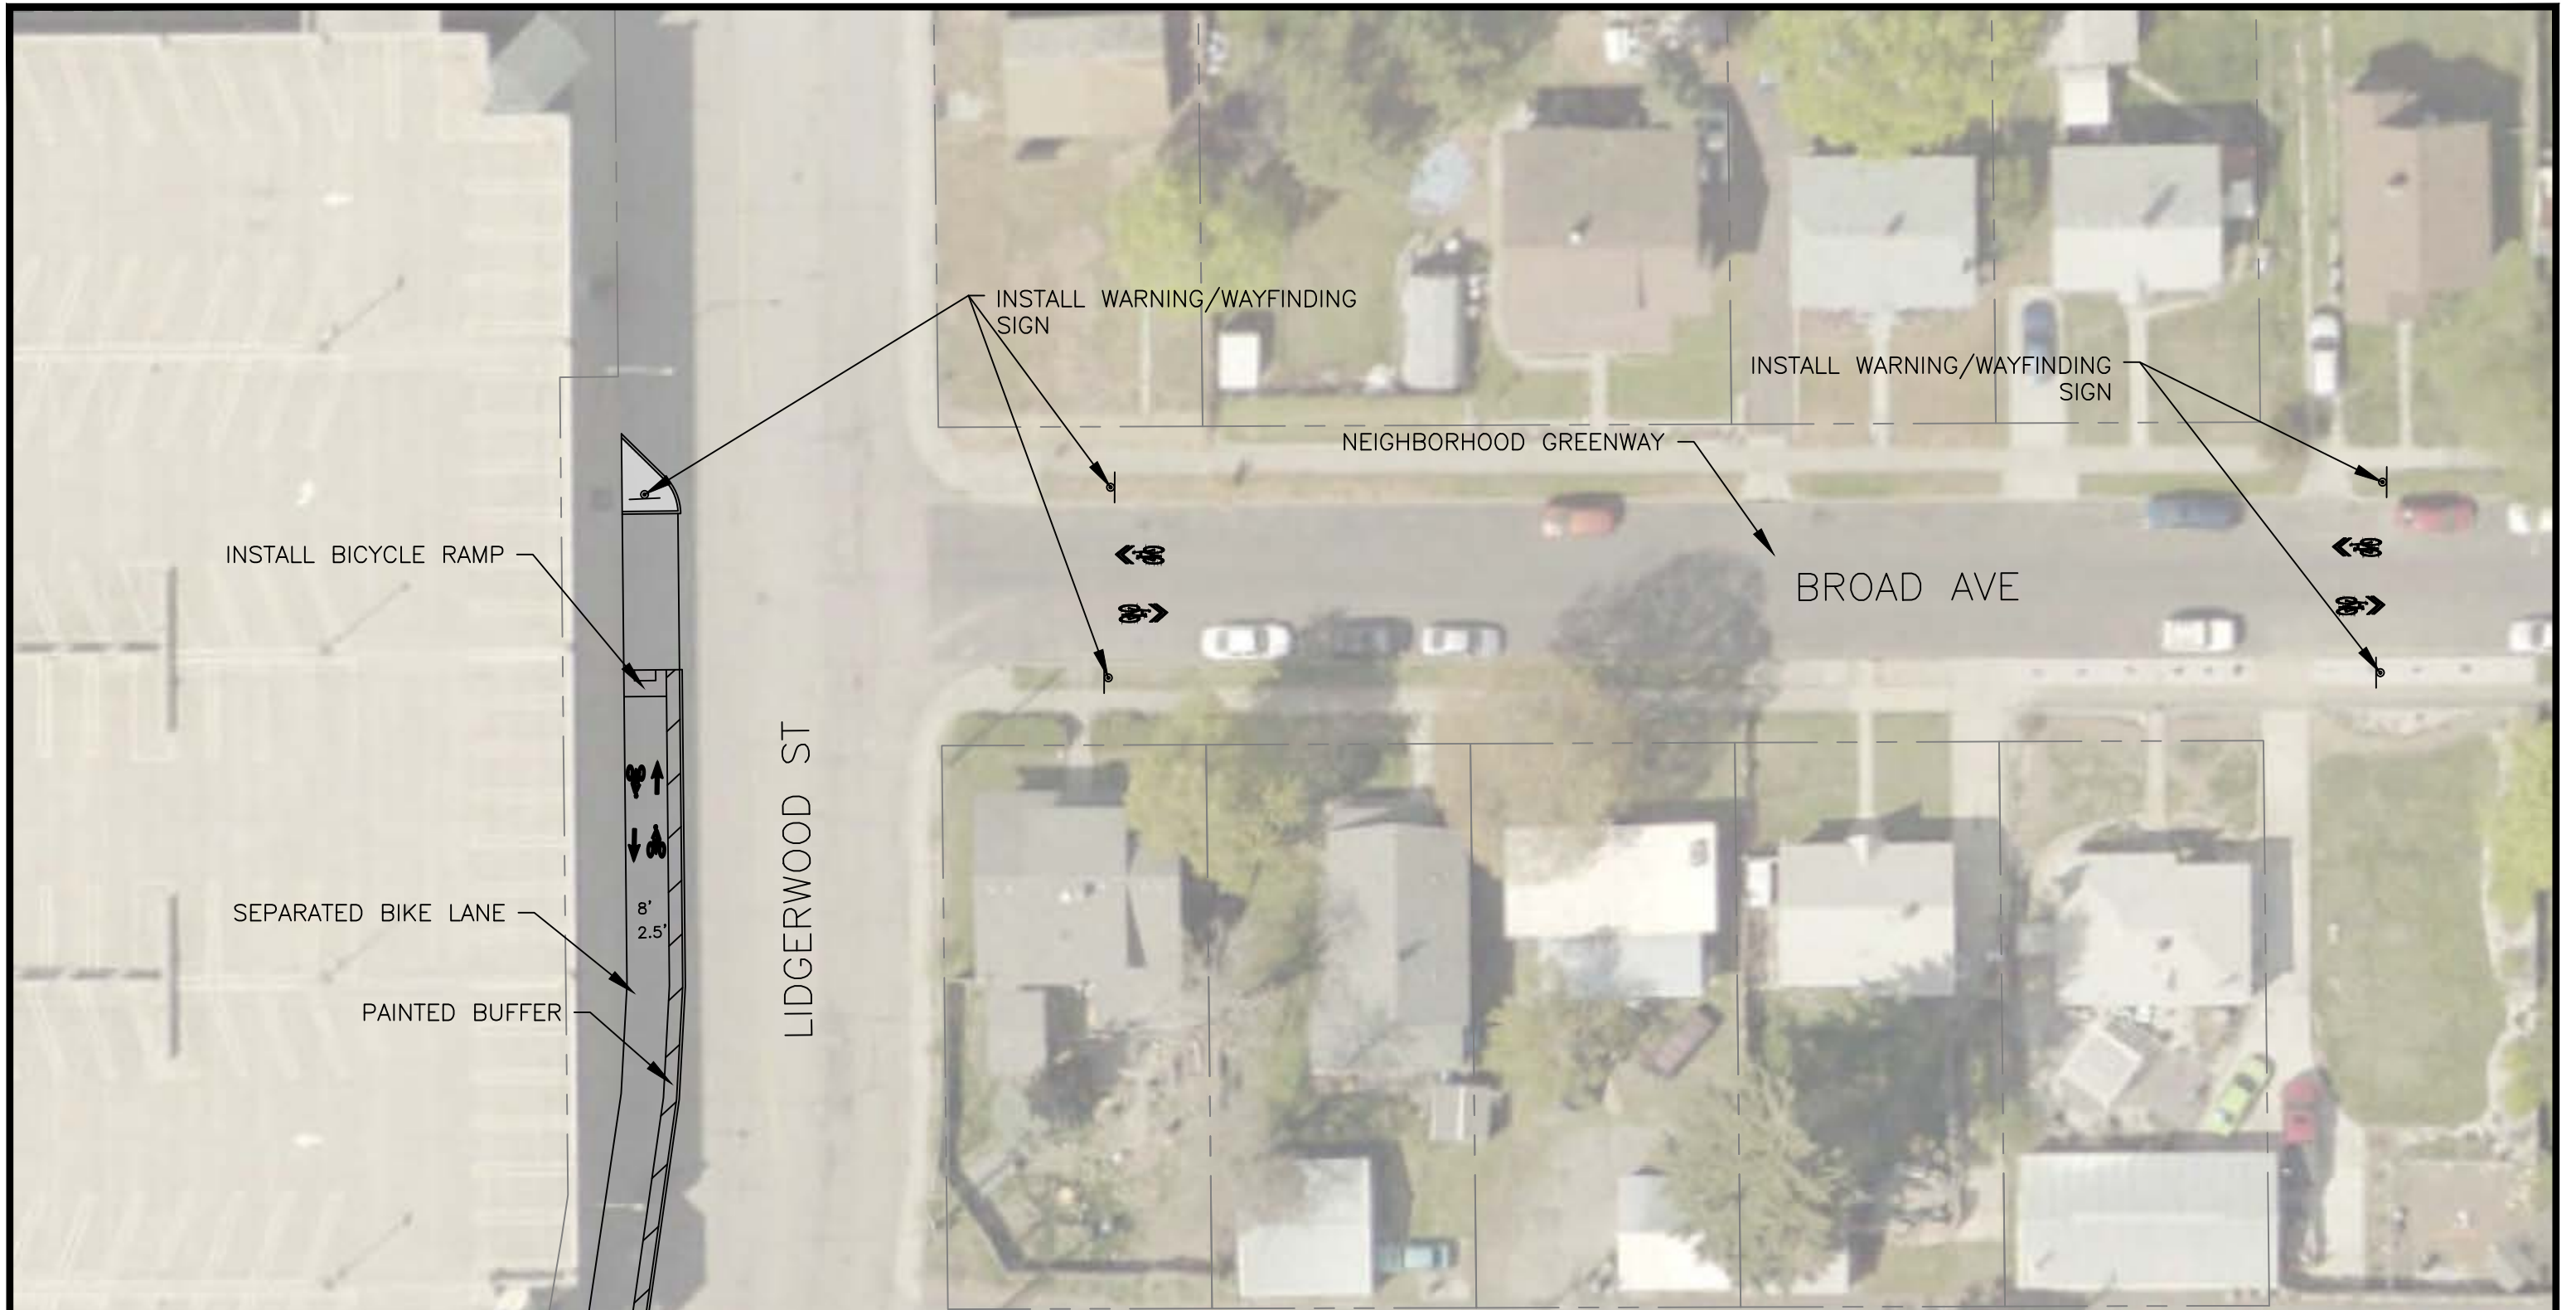 INSTALL WARNING/WAYFINDING
SIGN
INSTALL WARNING/WAYFINDING
SIGN
NEIGHBORHOOD GREENWAY
INSTALL BICYCLE RAMP
BROAD AVE
LIDGERWOOD ST
8'
2.5'
SEPARATED BIKE LANE
PAINTED BUFFER